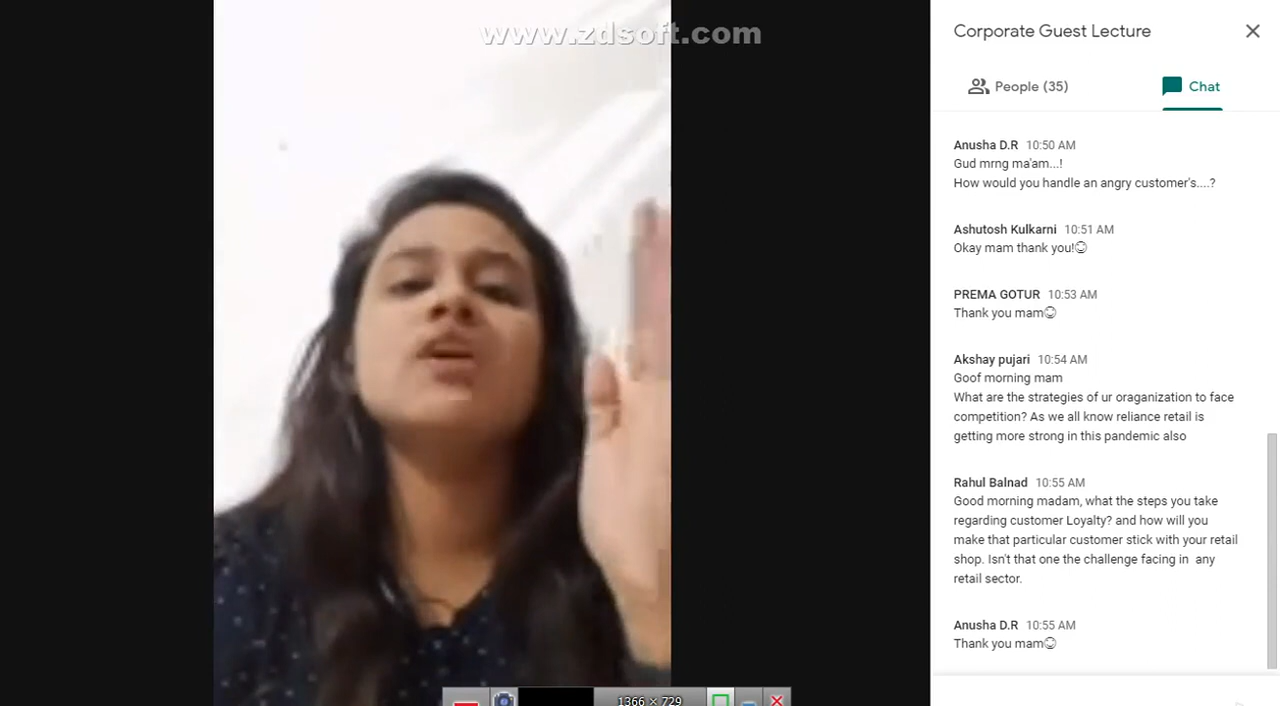 www.zdsoft.com
Corporate Guest Lecture
People (35)
Chat
Anusha D.R 10:50 AM
Gud mrng ma'am...!
How would you handle an angry customer's....?
Ashutosh Kulkarni 10:51 AM
Okay mam thank you!😊
PREMA GOTUR 10:53 AM
Thank you mam😊
Akshay pujari 10:54 AM
Goof morning mam
What are the strategies of ur oraganization to face
competition? As we all know reliance retail is
getting more strong in this pandemic also
Rahul Balnad 10:55 AM
Good morning madam, what the steps you take
regarding customer Loyalty? and how will you
make that particular customer stick with your retail
shop. Isn't that one the challenge facing in any
retail sector.
Anusha D.R 10:55 AM
Thank you mam😊
1366 × 729